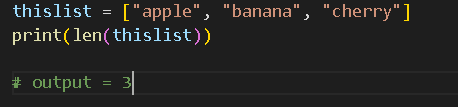 thislist = ["apple", "banana", "cherry"]
print(len(thislist))
# output = 3